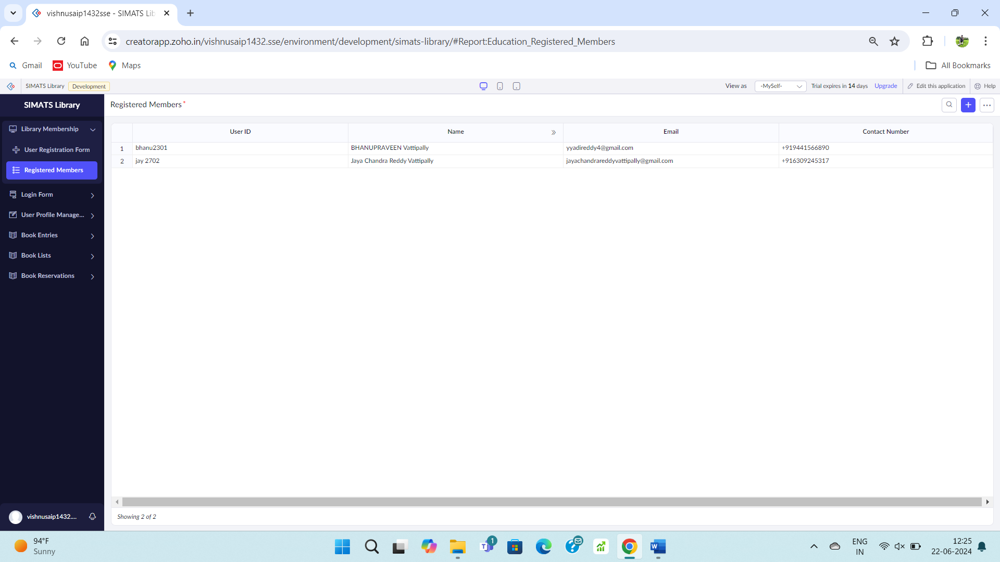 vishnusaip1432sse - SIMATS Lib
creatorapp.zoho.in/vishnusaip1432.sse/environment/development/simats-library/#Report:Education_Registered_Members
Gmail YouTube Maps All Bookmarks
SIMATS Library Development View as -MySelf- Trial expires in 14 days Upgrade Edit this application Help
SIMATS Library
Registered Members *
Library Membership
User Registration Form
Registered Members
Login Form
User Profile Manage...
Book Entries
Book Lists
Book Reservations
vishnusaip1432....
User ID Name Email Contact Number
1 bhanu2301 BHANUPRAVEEN Vattipally yyadireddy4@gmail.com +919441566890
2 jay 2702 Jaya Chandra Reddy Vattipally jayachandrareddyvattipally@gmail.com +916309245317
Showing 2 of 2
94°F
Sunny
1
ENG
IN
12:25
22-06-2024